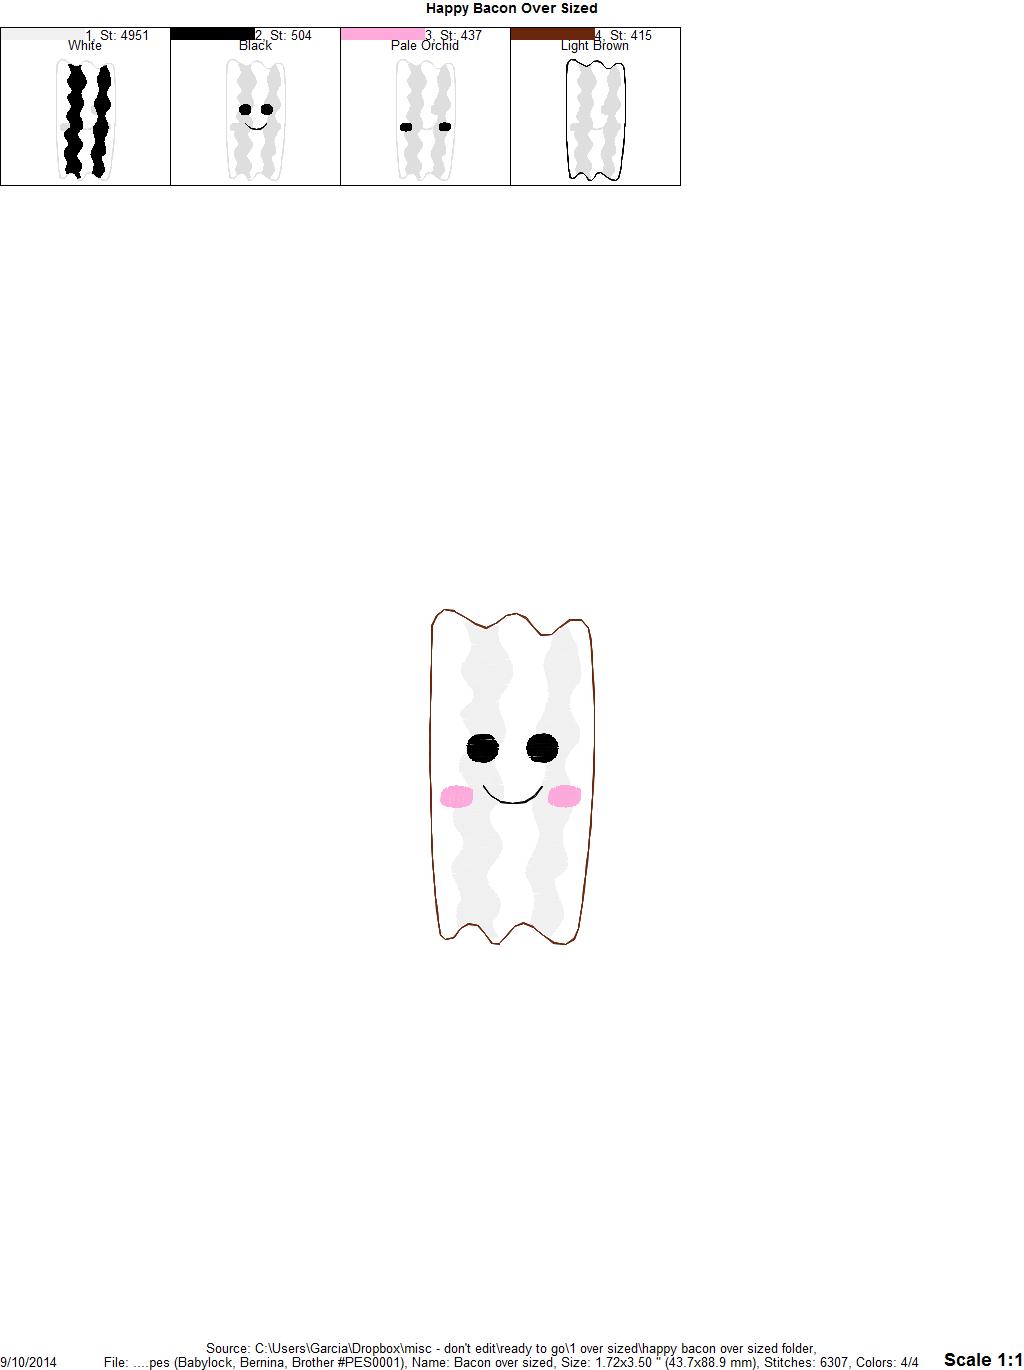 Happy Bacon Over Sized
1, St: 4951
White
2, St: 504
Black
3, St: 437
Pale Orchid
4, St: 415
Light Brown
Source: C:\Users\Garcia\Dropbox\misc - don't edit\ready to go\1 over sized\happy bacon over sized folder,
9/10/2014 File: ....pes (Babylock, Bernina, Brother #PES0001), Name: Bacon over sized, Size: 1.72x3.50 " (43.7x88.9 mm), Stitches: 6307, Colors: 4/4 Scale 1:1